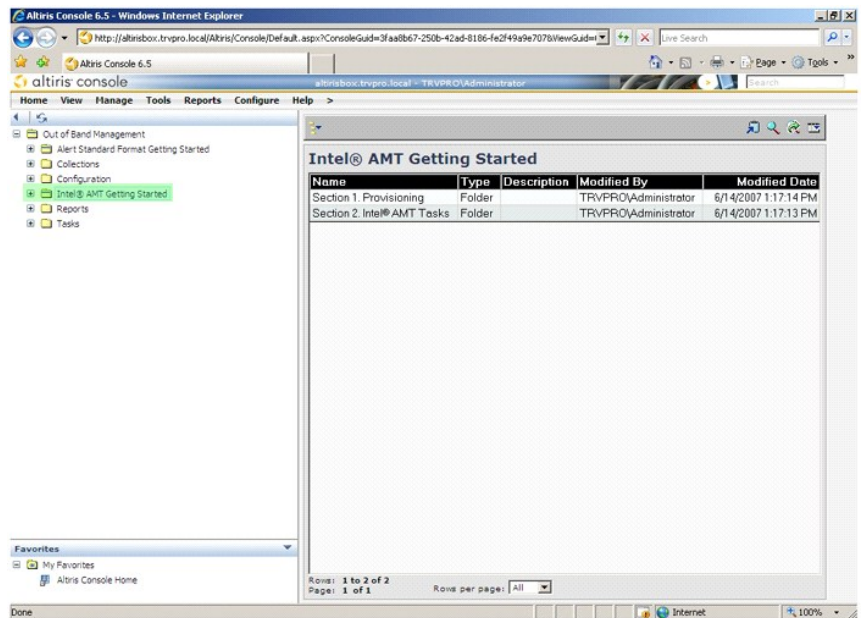 Altiris Console 6.5 - Windows Internet Explorer
http://altirisbox.trvpro.local/Altiris/Console/Default.aspx?ConsoleGuid=3faa8b67-250b-42ad-8186-fe2f49a9e707&ViewGuid=
Live Search
Altiris Console 6.5
Page
Tools
altiris console
altirisbox.trvpro.local - TRVPRO\Administrator
Search
Home View Manage Tools Reports Configure Help >
Out of Band Management
Alert Standard Format Getting Started
Collections
Configuration
Intel® AMT Getting Started
Reports
Tasks
Intel® AMT Getting Started
Name Type Description Modified By Modified Date
Section 1. Provisioning Folder TRVPRO\Administrator 6/14/2007 1:17:14 PM
Section 2. Intel® AMT Tasks Folder TRVPRO\Administrator 6/14/2007 1:17:13 PM
Favorites
My Favorites
Altiris Console Home
Rows: 1 to 2 of 2
Page: 1 of 1
Rows per page: All
Done
Internet
100%